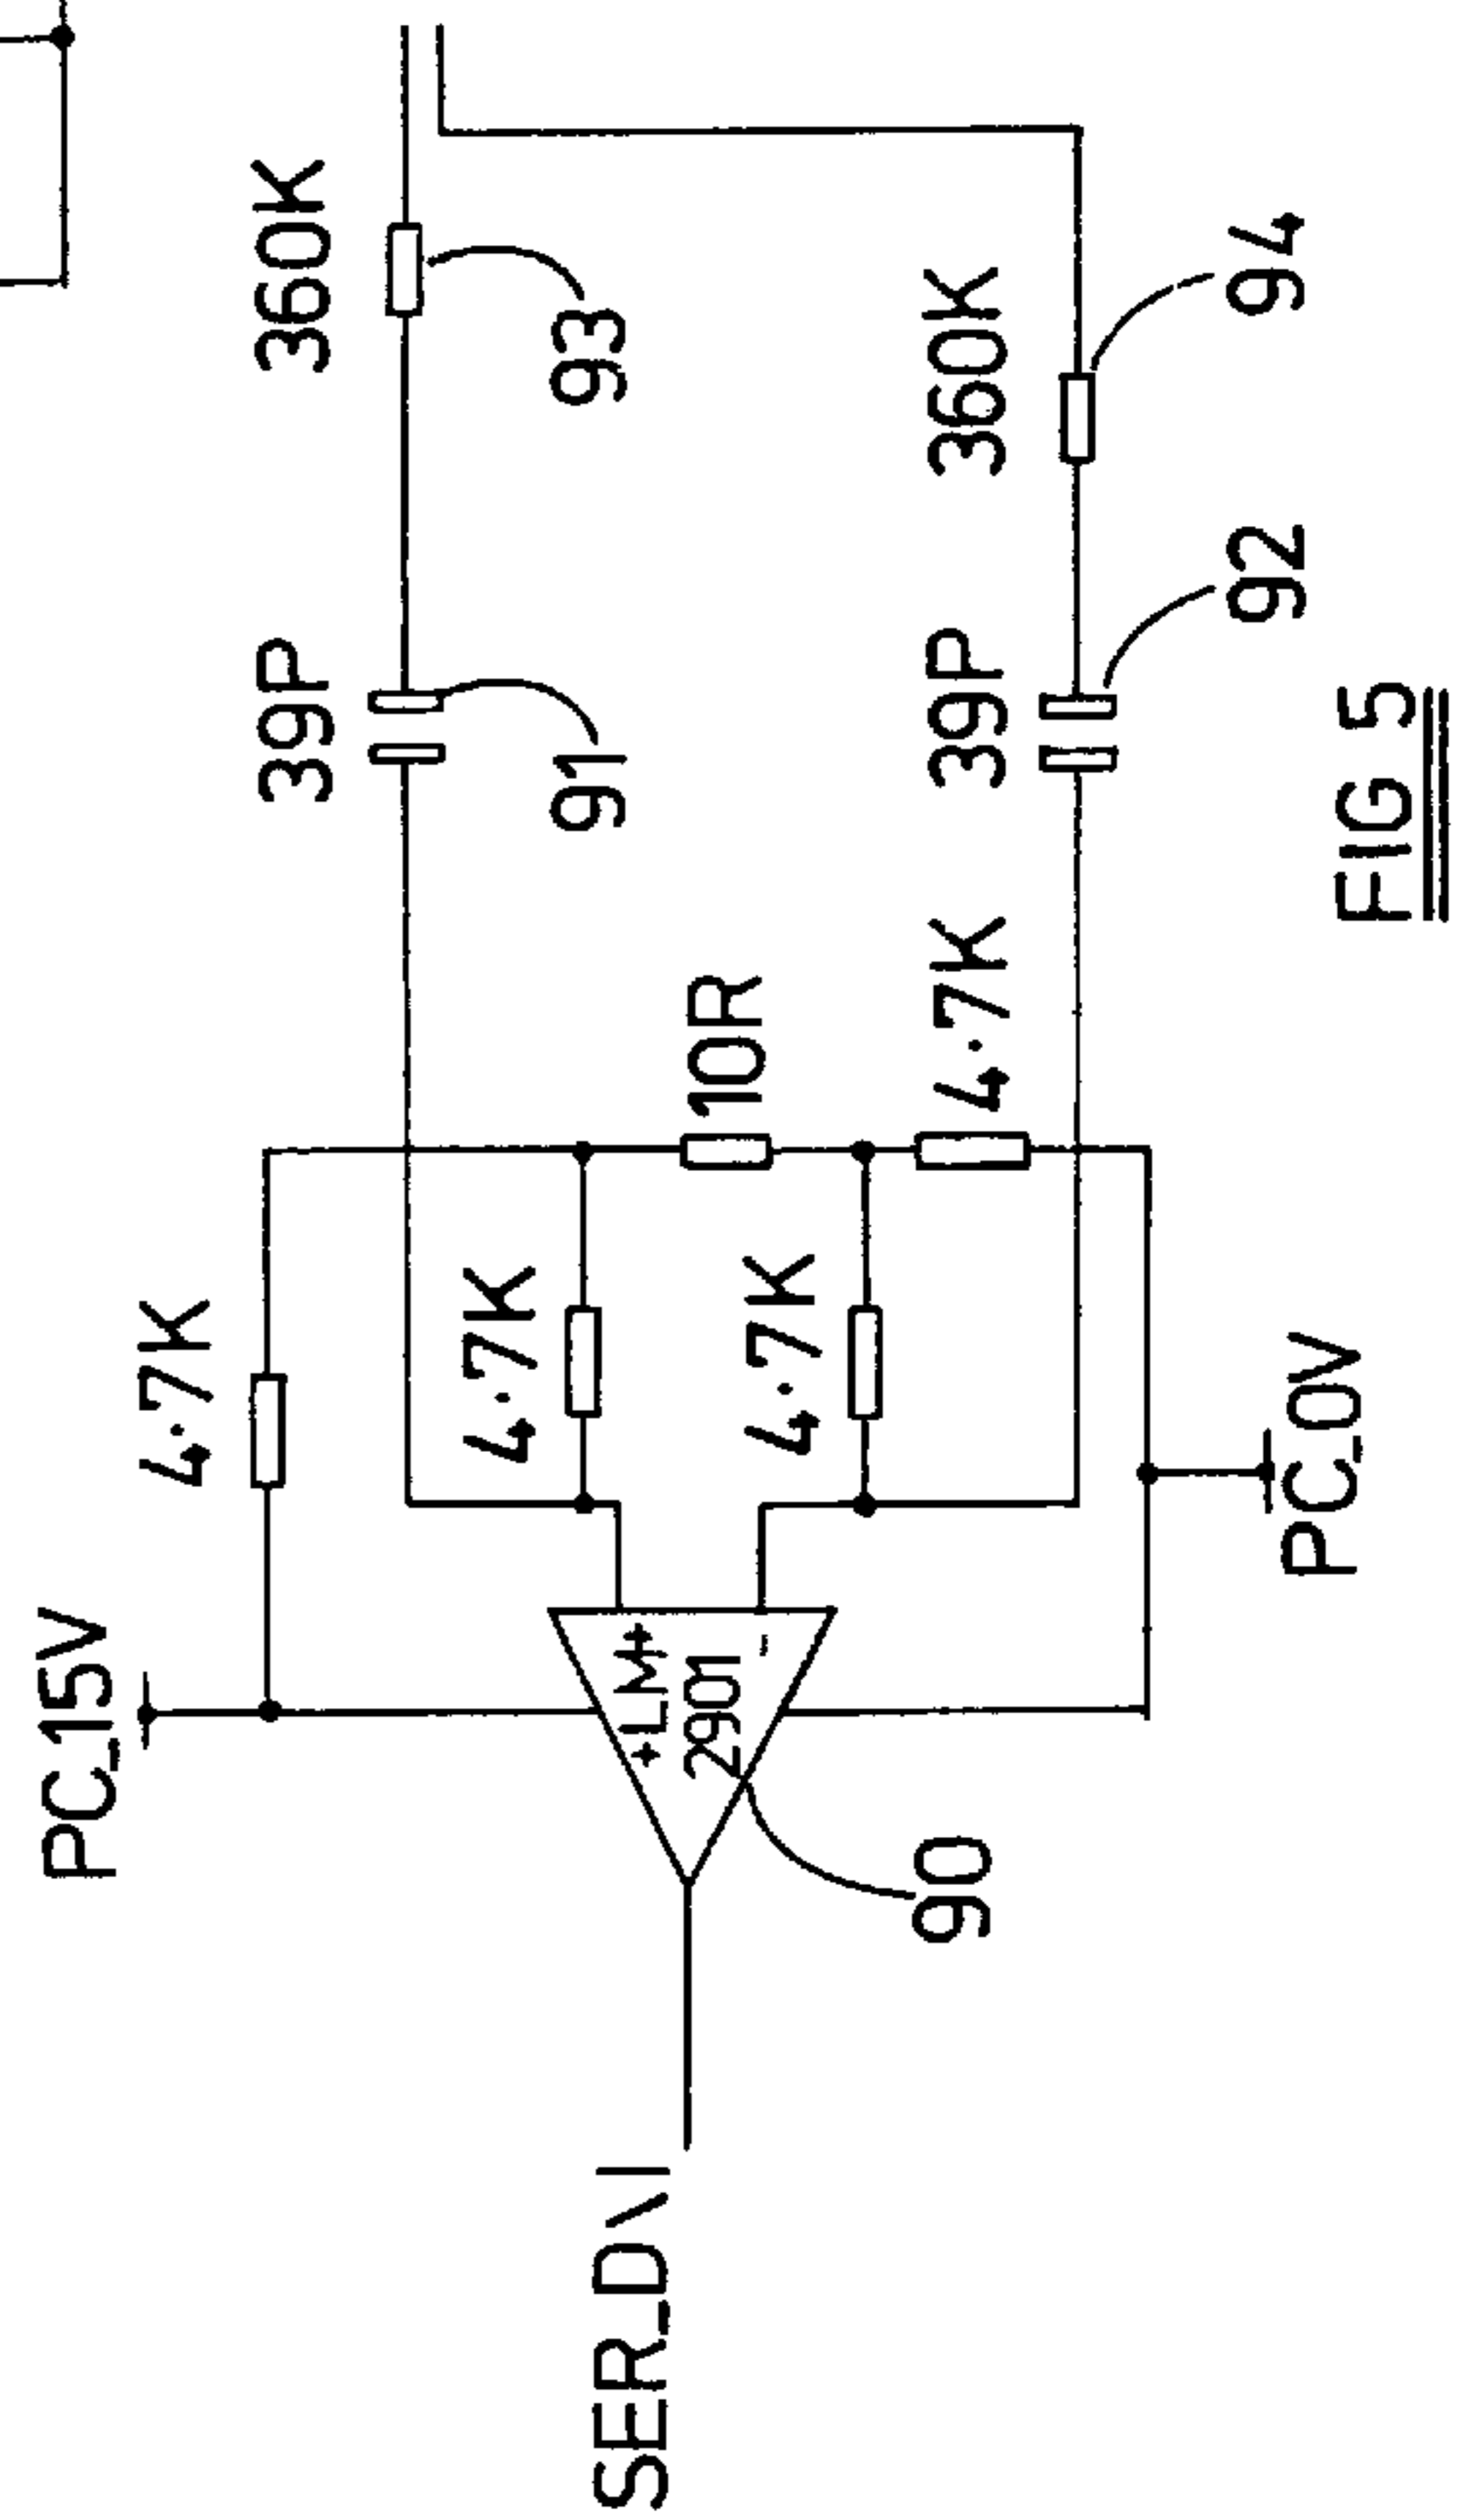 PC_15V
4.7K
39P
360K
91
93
4.7K
10R
+LM+
2901
-
4.7K
SER_D\I
90
4.7K
39P
360K
92
94
PC_0V
FIG 5